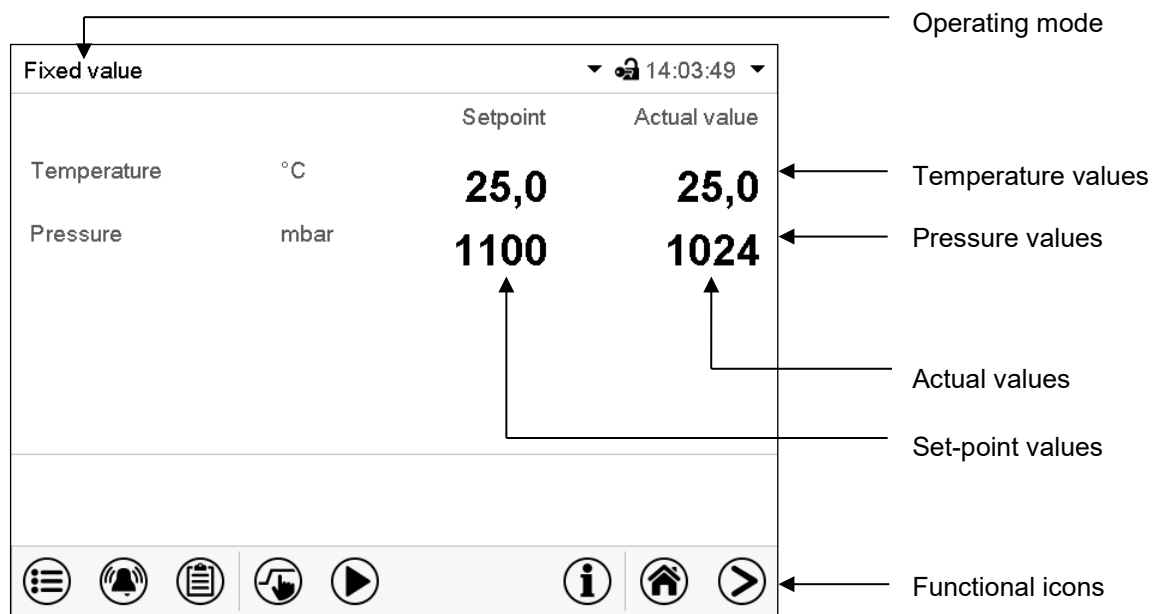 Operating mode
Fixed value 14:03:49
Setpoint Actual value
Temperature °C 25,0 25,0 Temperature values
Pressure mbar 1100 1024 Pressure values
Actual values
Set-point values
Functional icons